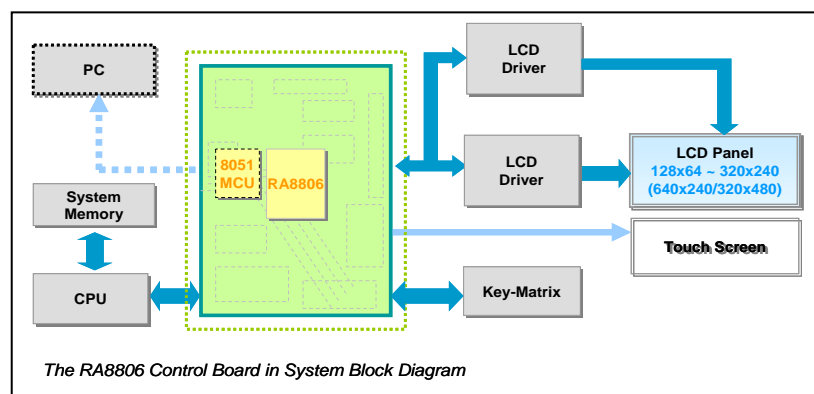 PC
LCD
Driver
8051
MCU
RA8806
LCD
Driver
LCD Panel
128x64 ~ 320x240
(640x240/320x480)
System
Memory
Touch Screen
CPU
Key-Matrix
The RA8806 Control Board in System Block Diagram